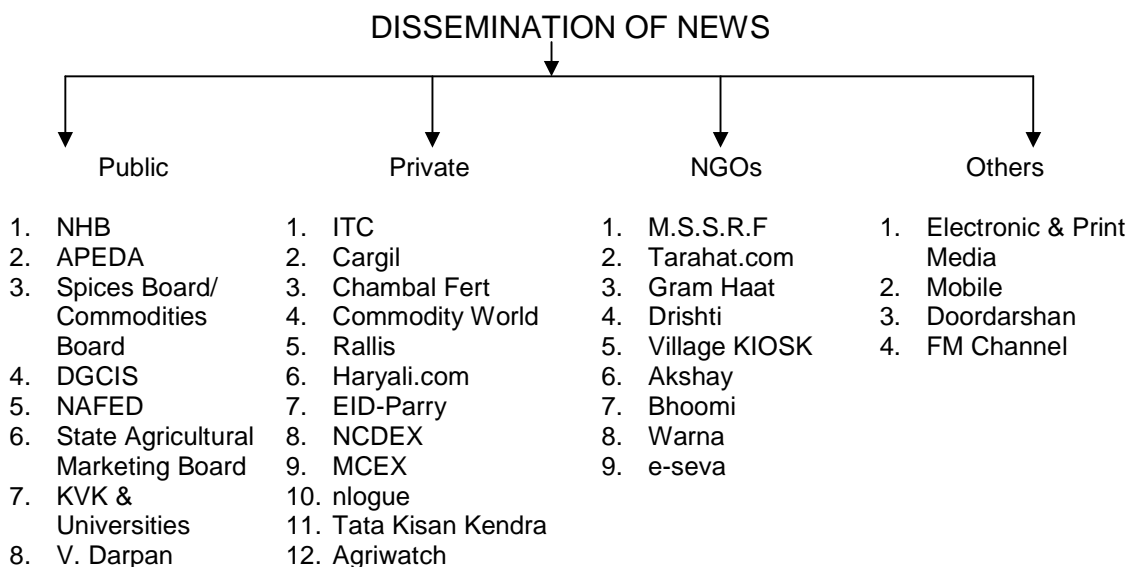 DISSEMINATION OF NEWS
Public
1. NHB
2. APEDA
3. Spices Board/
Commodities
Board
4. DGCIS
5. NAFED
6. State Agricultural
Marketing Board
7. KVK &
Universities
8. V. Darpan
Private
1. ITC
2. Cargil
3. Chambal Fert
4. Commodity World
5. Rallis
6. Haryali.com
7. EID-Parry
8. NCDEX
9. MCEX
10. nlogue
11. Tata Kisan Kendra
12. Agriwatch
NGOs
1. M.S.S.R.F
2. Tarahat.com
3. Gram Haat
4. Drishti
5. Village KIOSK
6. Akshay
7. Bhoomi
8. Warna
9. e-seva
Others
1. Electronic & Print
Media
2. Mobile
3. Doordarshan
4. FM Channel